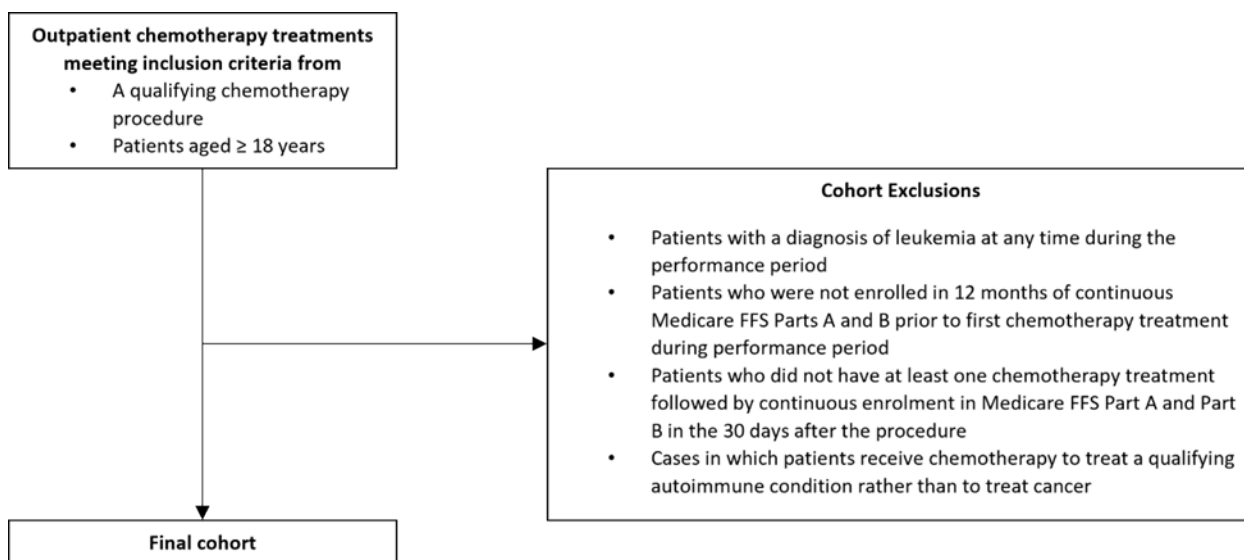 Outpatient chemotherapy treatments
meeting inclusion criteria from
• A qualifying chemotherapy
procedure
• Patients aged ≥ 18 years
Cohort Exclusions
• Patients with a diagnosis of leukemia at any time during the
performance period
• Patients who were not enrolled in 12 months of continuous
Medicare FFS Parts A and B prior to first chemotherapy treatment
during performance period
• Patients who did not have at least one chemotherapy treatment
followed by continuous enrolment in Medicare FFS Part A and Part
B in the 30 days after the procedure
• Cases in which patients receive chemotherapy to treat a qualifying
autoimmune condition rather than to treat cancer
Final cohort